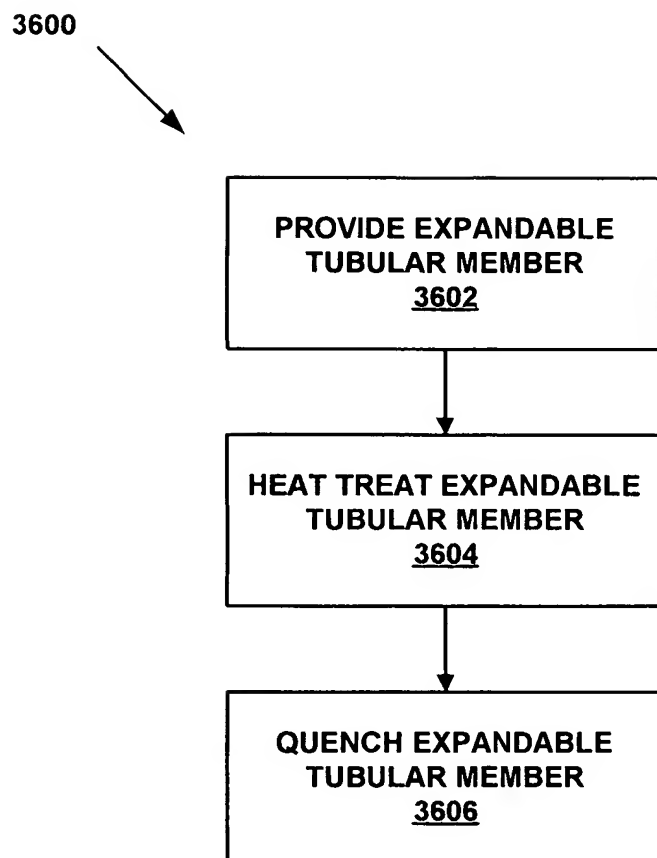 3600
PROVIDE EXPANDABLE
TUBULAR MEMBER
3602
HEAT TREAT EXPANDABLE
TUBULAR MEMBER
3604
QUENCH EXPANDABLE
TUBULAR MEMBER
3606